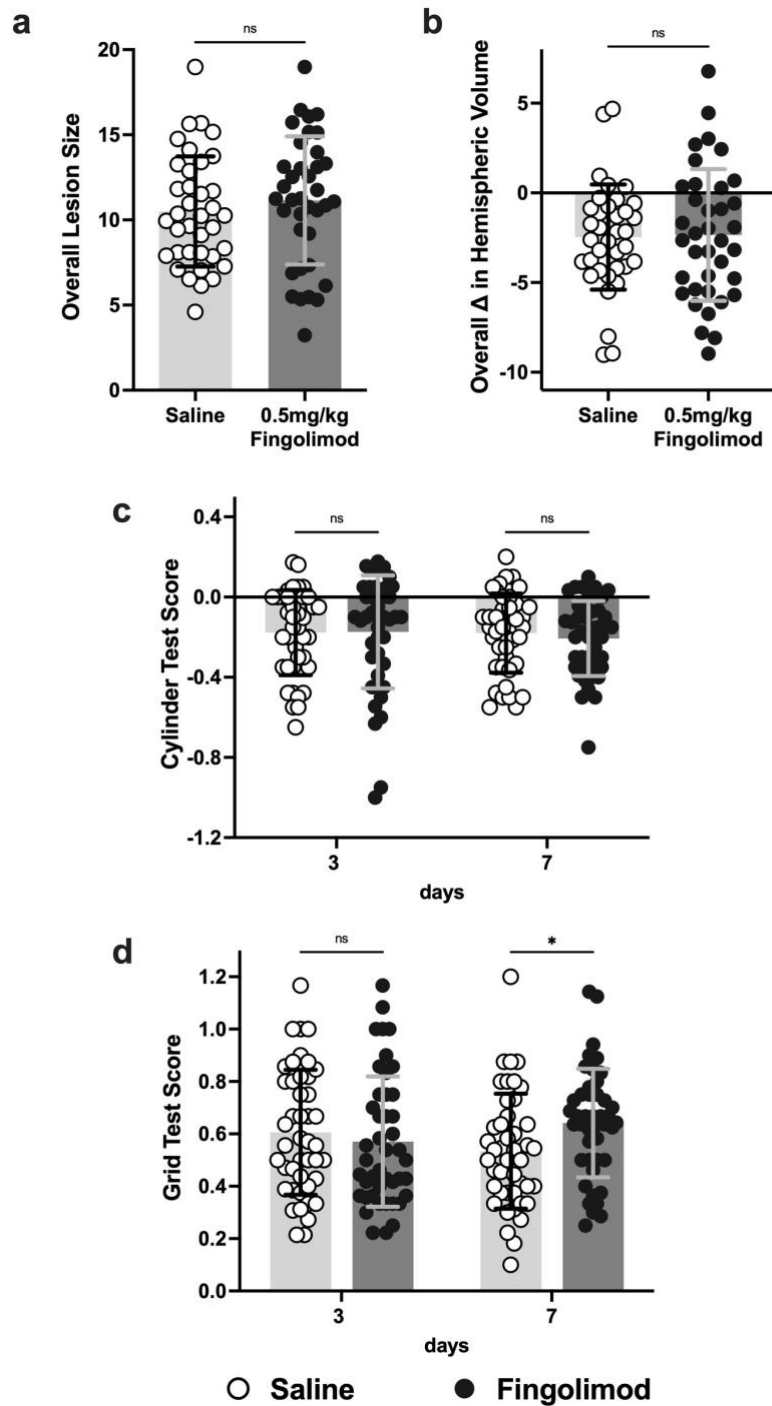 a
ns
Overall Lesion Size
20
15
10
5
0
Saline
0.5mg/kg
Fingolimod
b
ns
Overall Δ in Hemispheric Volume
5
0
-5
-10
Saline
0.5mg/kg
Fingolimod
c
ns
ns
Cylinder Test Score
0.4
0.0
-0.4
-0.8
-1.2
3
7
days
d
ns
*
Grid Test Score
1.2
1.0
0.8
0.6
0.4
0.2
0.0
3
7
days
Saline
Fingolimod